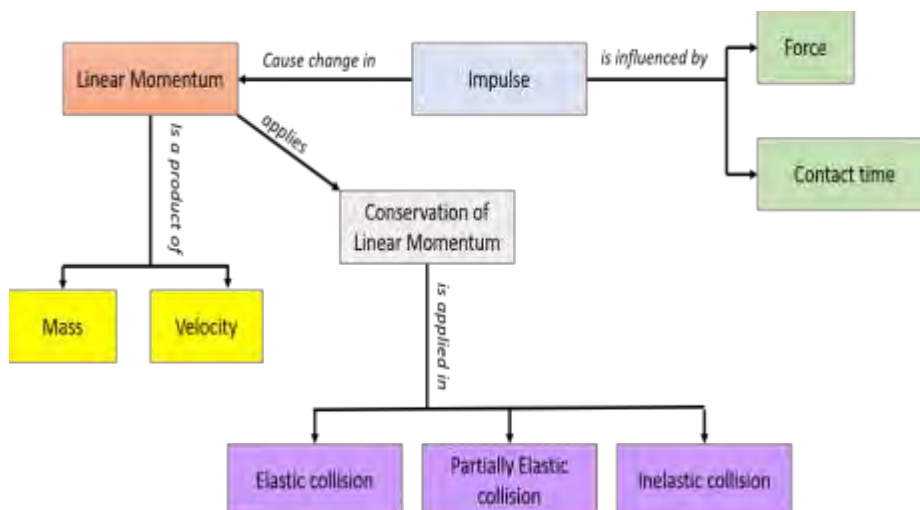 Linear Momentum
Cause change in
Impulse
is influenced by
Force
Contact time
applies
Is a product of
Conservation of
Linear Momentum
Mass
Velocity
is applied in
Elastic collision
Partially Elastic
collision
Inelastic collision